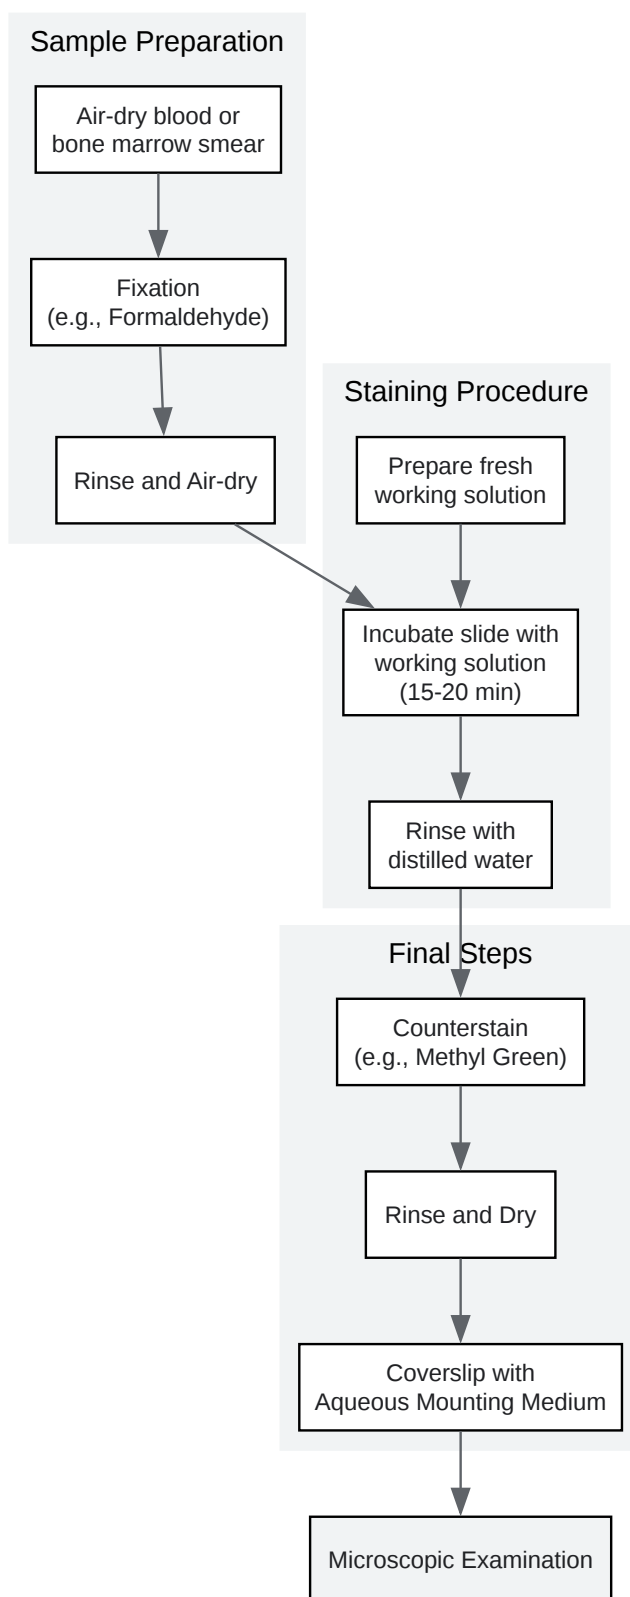 Sample Preparation
Air-dry blood or
bone marrow smear
Fixation
(e.g., Formaldehyde)
Rinse and Air-dry
Staining Procedure
Prepare fresh
working solution
Incubate slide with
working solution
(15-20 min)
Rinse with
distilled water
Final Steps
Counterstain
(e.g., Methyl Green)
Rinse and Dry
Coverslip with
Aqueous Mounting Medium
Microscopic Examination